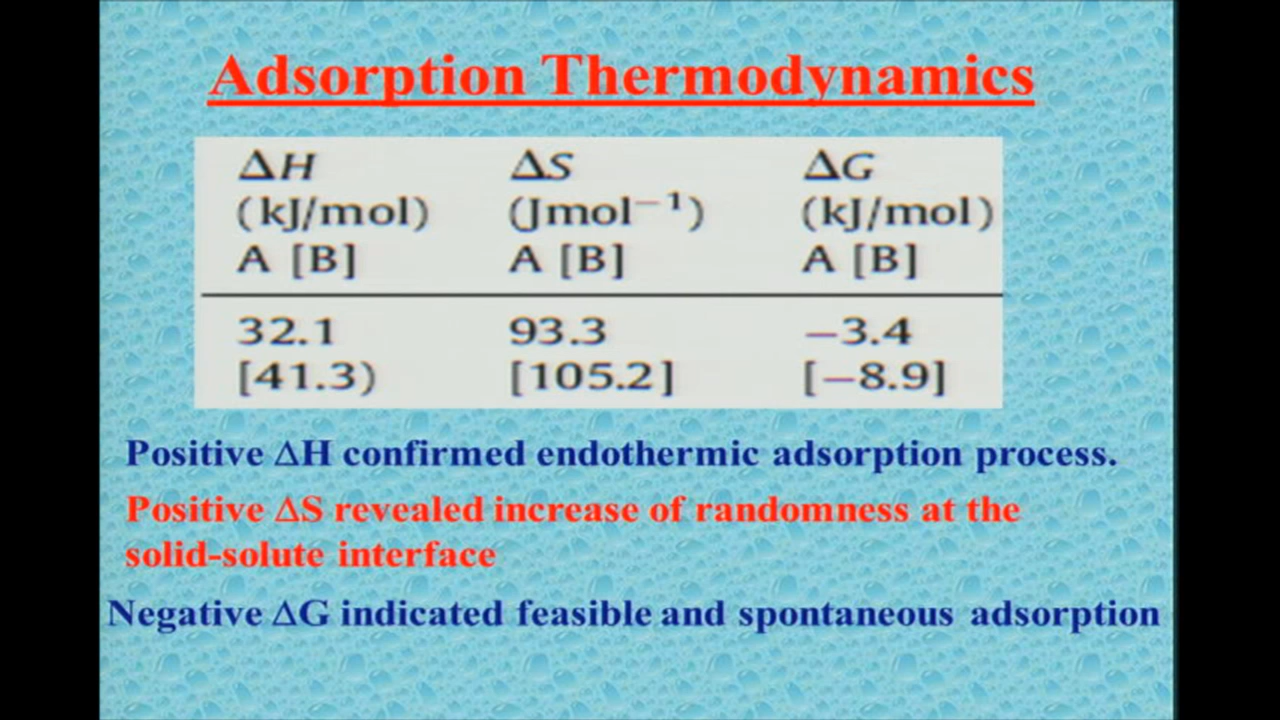 Adsorption Thermodynamics
ΔH ΔS ΔG
(kJ/mol) (Jmol⁻¹) (kJ/mol)
A [B] A [B] A [B]
32.1 93.3 −3.4
[41.3) [105.2] [−8.9]
Positive ΔH confirmed endothermic adsorption process.
Positive ΔS revealed increase of randomness at the
solid-solute interface
Negative ΔG indicated feasible and spontaneous adsorption